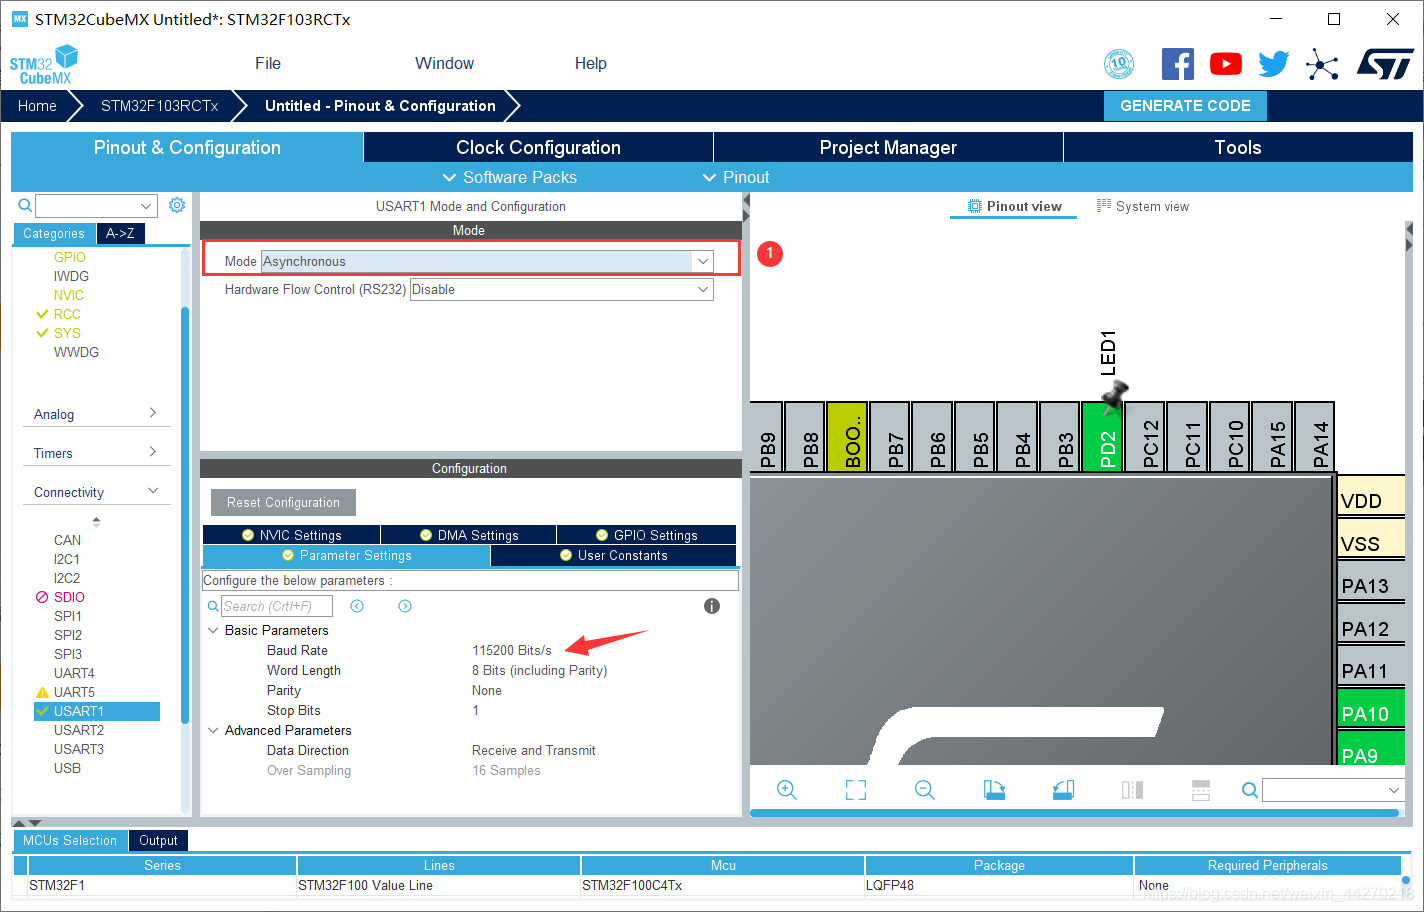 MX STM32CubeMX Untitled*: STM32F103RCTx
STM32
CubeMX
File
Window
Help
10
Home
STM32F103RCTx
Untitled - Pinout & Configuration
GENERATE CODE
Pinout & Configuration
Clock Configuration
Project Manager
Tools
Software Packs
Pinout
Categories
A->Z
GPIO
IWDG
NVIC
RCC
SYS
WWDG
Analog
Timers
Connectivity
CAN
I2C1
I2C2
SDIO
SPI1
SPI2
SPI3
UART4
UART5
USART1
USART2
USART3
USB
USART1 Mode and Configuration
Mode
Mode Asynchronous
1
Hardware Flow Control (RS232) Disable
Configuration
Reset Configuration
NVIC Settings
DMA Settings
GPIO Settings
Parameter Settings
User Constants
Configure the below parameters :
Search (CrtI+F)
i
Basic Parameters
Baud Rate 115200 Bits/s
Word Length 8 Bits (including Parity)
Parity None
Stop Bits 1
Advanced Parameters
Data Direction Receive and Transmit
Over Sampling 16 Samples
Pinout view
System view
LED1
PB9
PB8
BOO..
PB7
PB6
PB5
PB4
PB3
PD2
PC12
PC11
PC10
PA15
PA14
VDD
VSS
PA13
PA12
PA11
PA10
PA9
MCUs Selection
Output
Series Lines Mcu Package Required Peripherals
STM32F1 STM32F100 Value Line STM32F100C4Tx LQFP48 None
https://blog.csdn.net/weixin_44270218